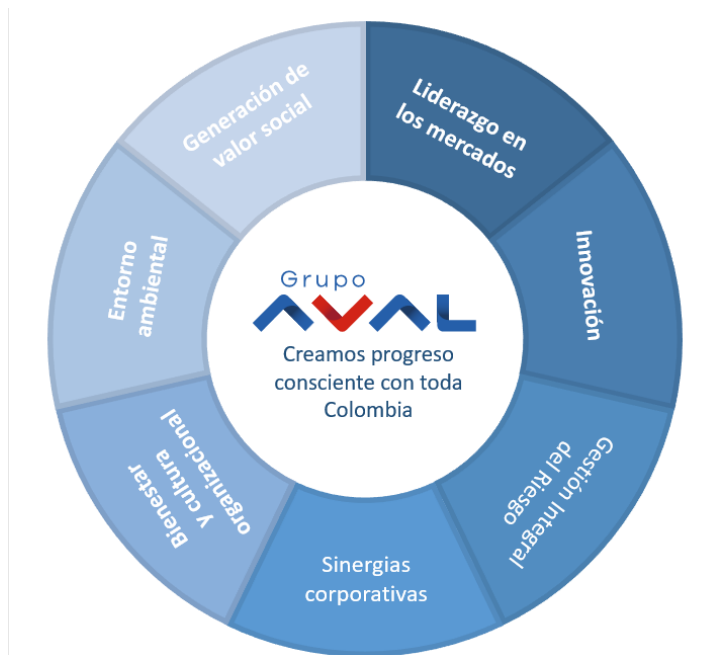 Generación de
valor social
Liderazgo en
los mercados
Entorno
ambiental
Innovación
Grupo
AVAL
Creamos progreso
consciente con toda
Colombia
Bienestar
y cultura
organizacional
Gestión Integral
del Riesgo
Sinergias
corporativas